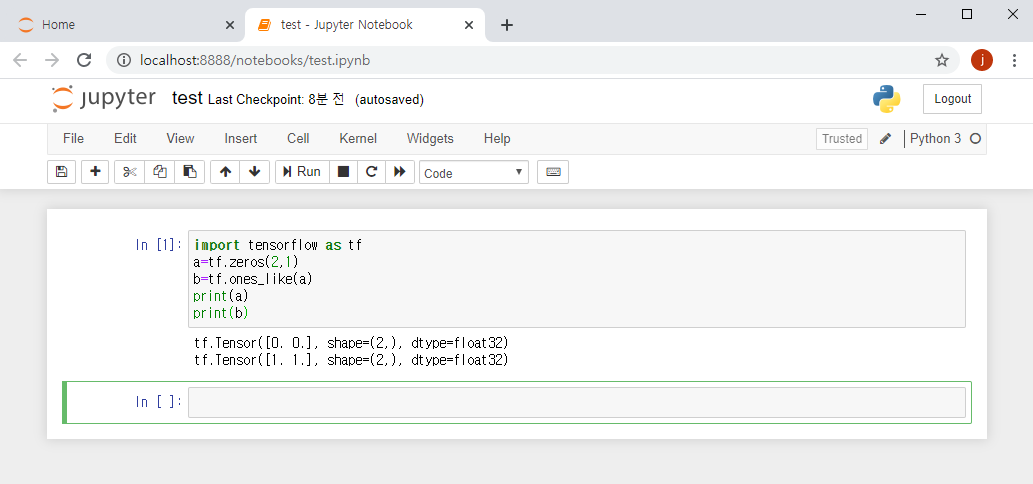 Home
test - Jupyter Notebook
localhost:8888/notebooks/test.ipynb
j
jupyter test Last Checkpoint: 8분 전 (autosaved)
Logout
File Edit View Insert Cell Kernel Widgets Help
Trusted
Python 3
Run
Code
In [1]:
import tensorflow as tf
a=tf.zeros(2,1)
b=tf.ones_like(a)
print(a)
print(b)
tf.Tensor([0. 0.], shape=(2,), dtype=float32)
tf.Tensor([1. 1.], shape=(2,), dtype=float32)
In [ ]: